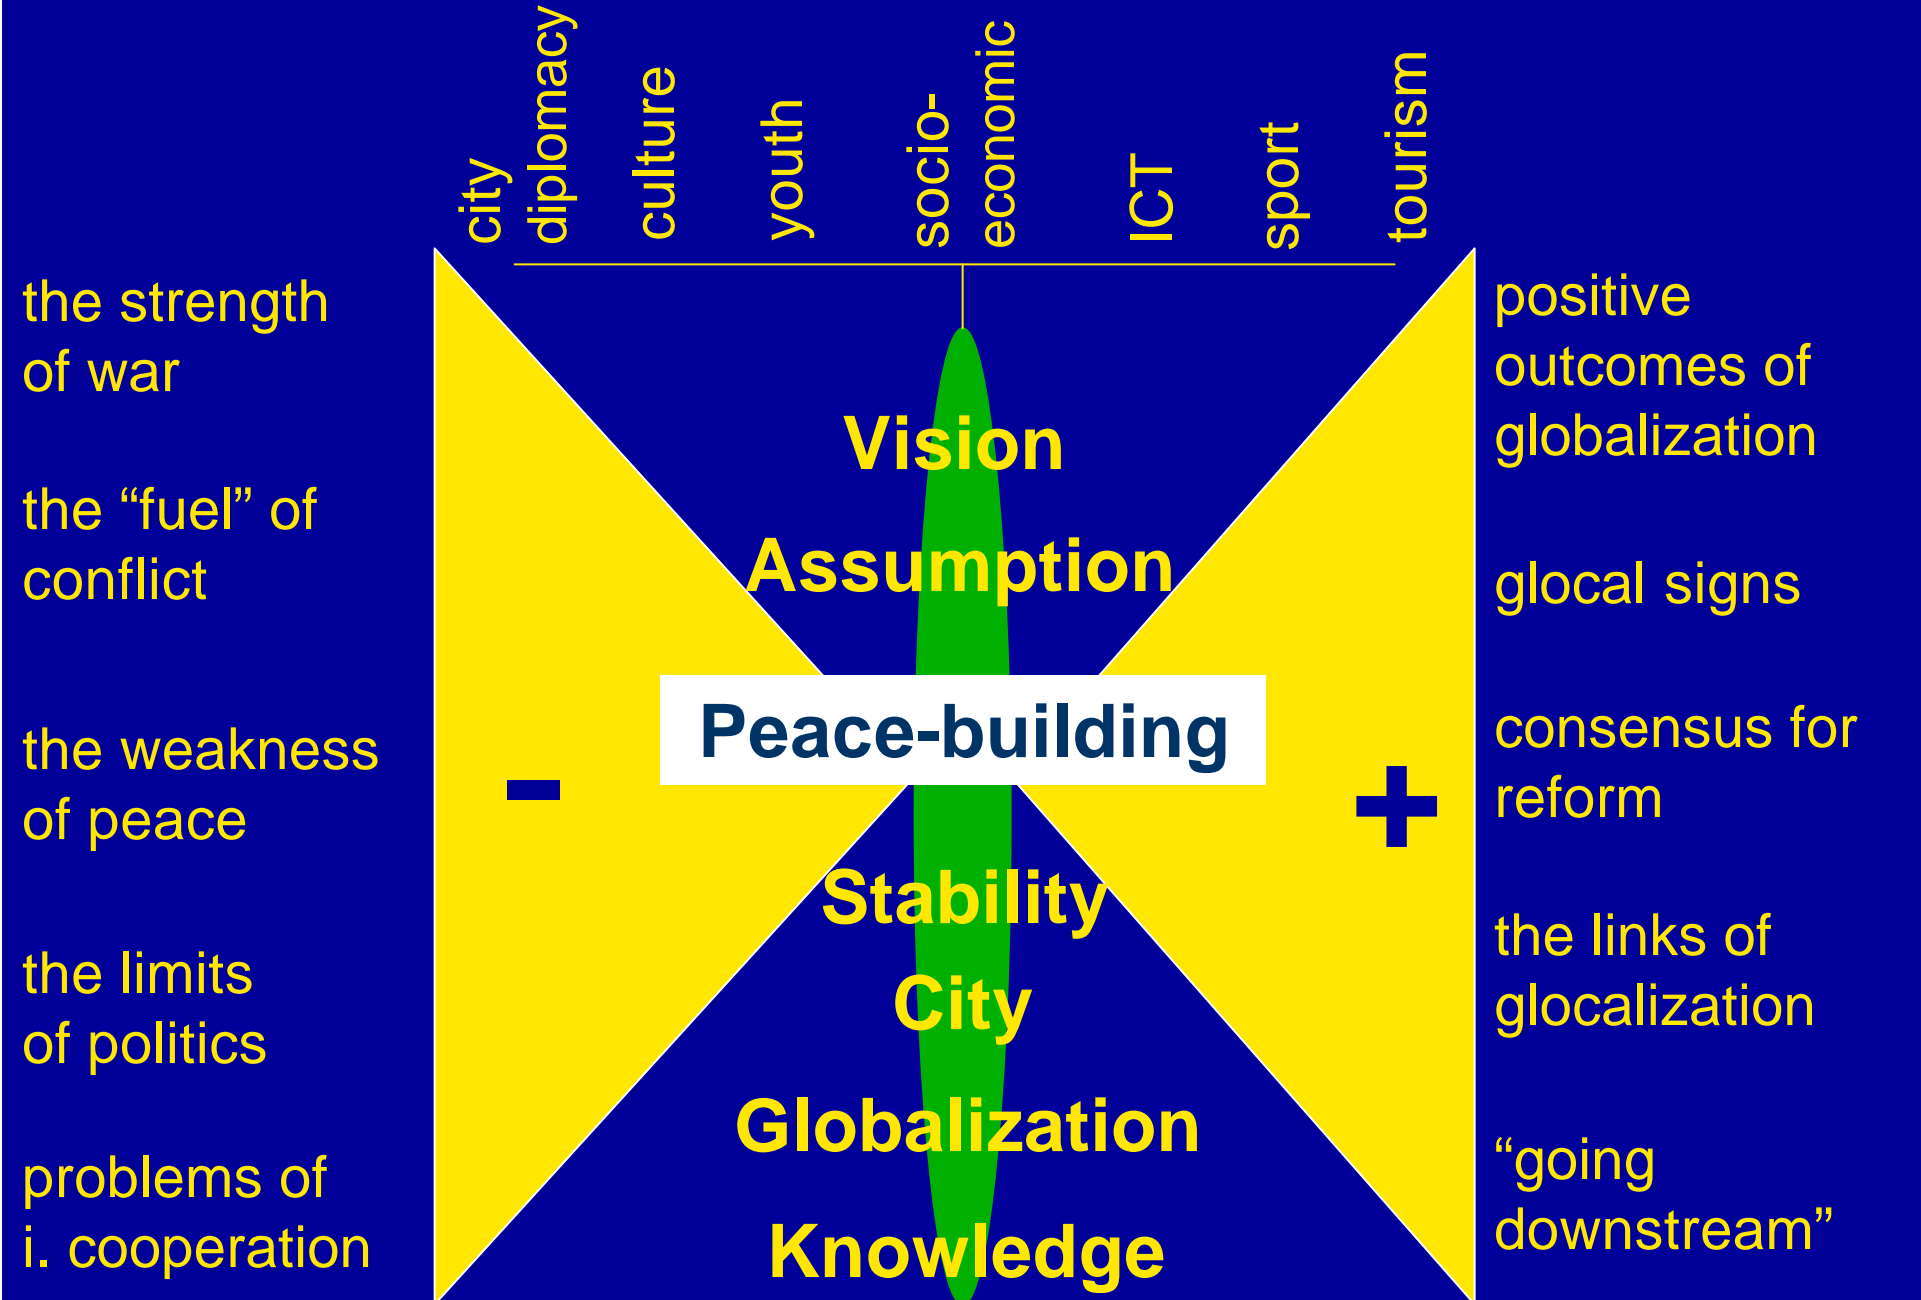 city
diplomacy
culture
youth
socio-
economic
ICT
sport
tourism
the strength
of war
the “fuel” of
conflict
the weakness
of peace
the limits
of politics
problems of
i. cooperation
Vision
Assumption
Peace-building
-
+
Stability
City
Globalization
Knowledge
positive
outcomes of
globalization
glocal signs
consensus for
reform
the links of
glocalization
“going
downstream”